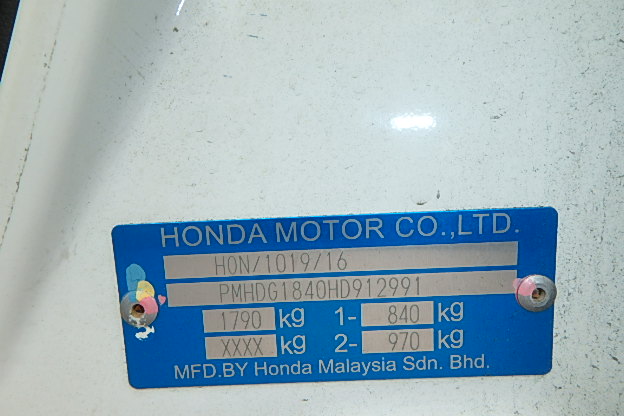 HONDA MOTOR CO.,LTD.
HON/1019/16
PMHDG1840HD912991
1790 kg 1- 840 kg
XXXX kg 2- 970 kg
MFD.BY Honda Malaysia Sdn. Bhd.